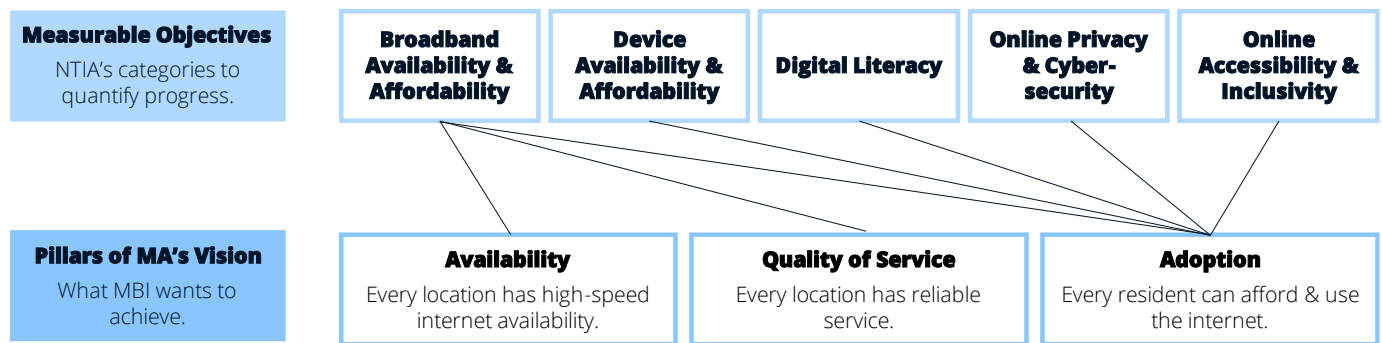 Measurable Objectives
NTIA’s categories to
quantify progress.
Broadband
Availability &
Affordability
Device
Availability &
Affordability
Digital Literacy
Online Privacy
& Cyber-
security
Online
Accessibility &
Inclusivity
Pillars of MA’s Vision
What MBI wants to
achieve.
Availability
Every location has high-speed
internet availability.
Quality of Service
Every location has reliable
service.
Adoption
Every resident can afford & use
the internet.